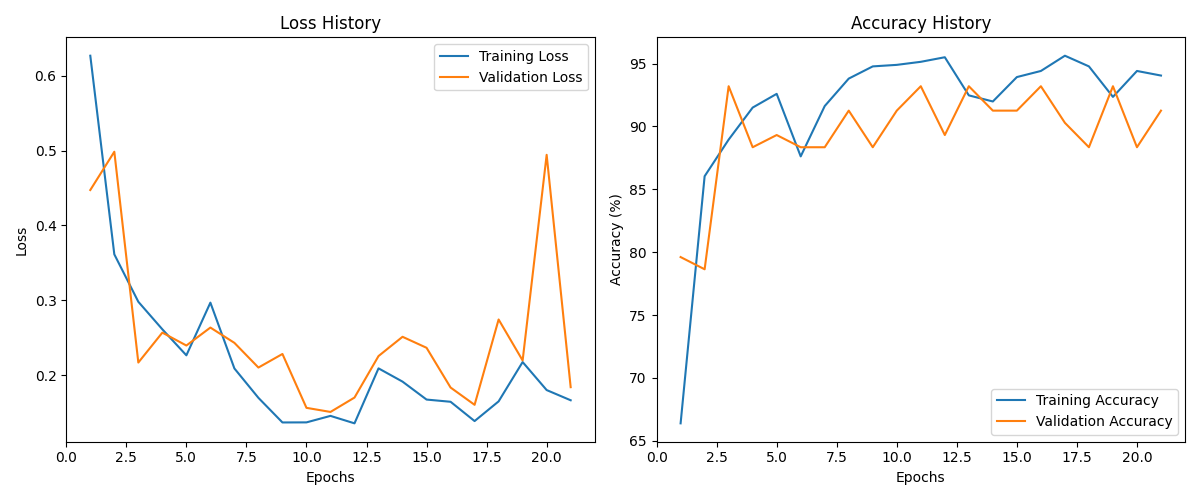 Loss History
Training Loss
Validation Loss
0.6
0.5
0.4
0.3
0.2
Loss
0.0 2.5 5.0 7.5 10.0 12.5 15.0 17.5 20.0
Epochs
Accuracy History
95
90
85
80
75
70
65
Accuracy (%)
Training Accuracy
Validation Accuracy
0.0 2.5 5.0 7.5 10.0 12.5 15.0 17.5 20.0
Epochs